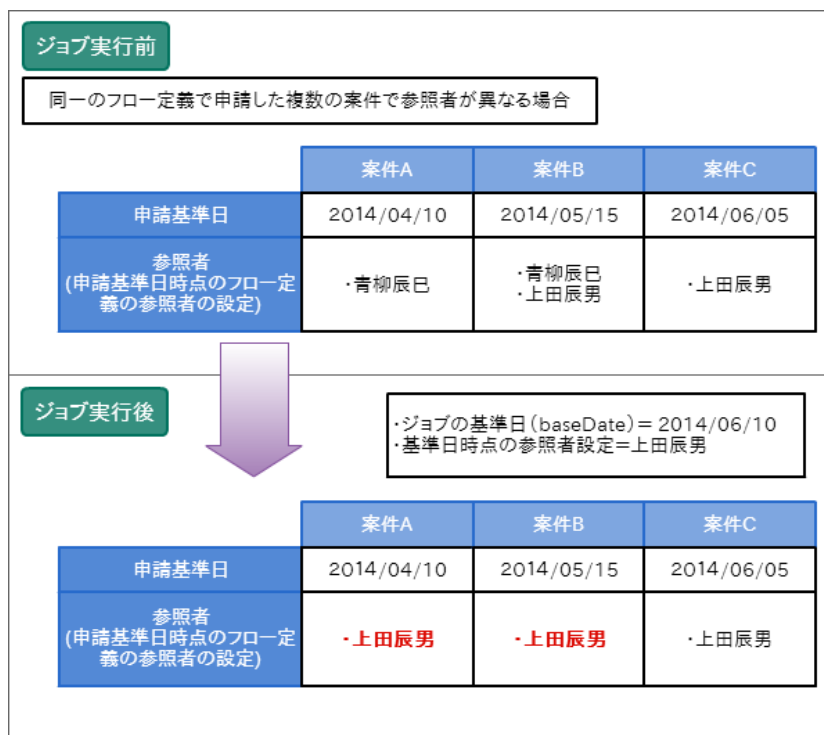 ジョブ実行前
同一のフロー定義で申請した複数の案件で参照者が異なる場合
案件A 案件B 案件C
申請基準日 2014/04/10 2014/05/15 2014/06/05
参照者
(申請基準日時点のフロー定
義の参照者の設定)
・青柳辰巳
・青柳辰巳
・上田辰男
・上田辰男
ジョブ実行後
・ジョブの基準日(baseDate)=2014/06/10
・基準日時点の参照者設定=上田辰男
案件A 案件B 案件C
申請基準日 2014/04/10 2014/05/15 2014/06/05
参照者
(申請基準日時点のフロー定
義の参照者の設定)
・上田辰男 ・上田辰男 ・上田辰男